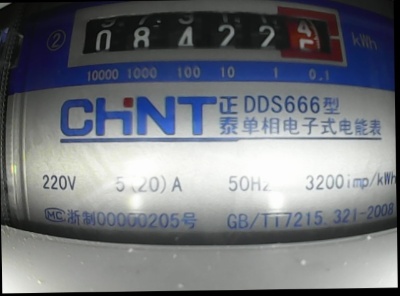 ② 08422 kWh
10000 1000 100 10 1 0.1
CHNT 正泰 DDS666型
单相电子式电能表
220V 5(20)A 50Hz 3200imp/kWh
MC 浙制00000205号 GB/T17215.321-2008